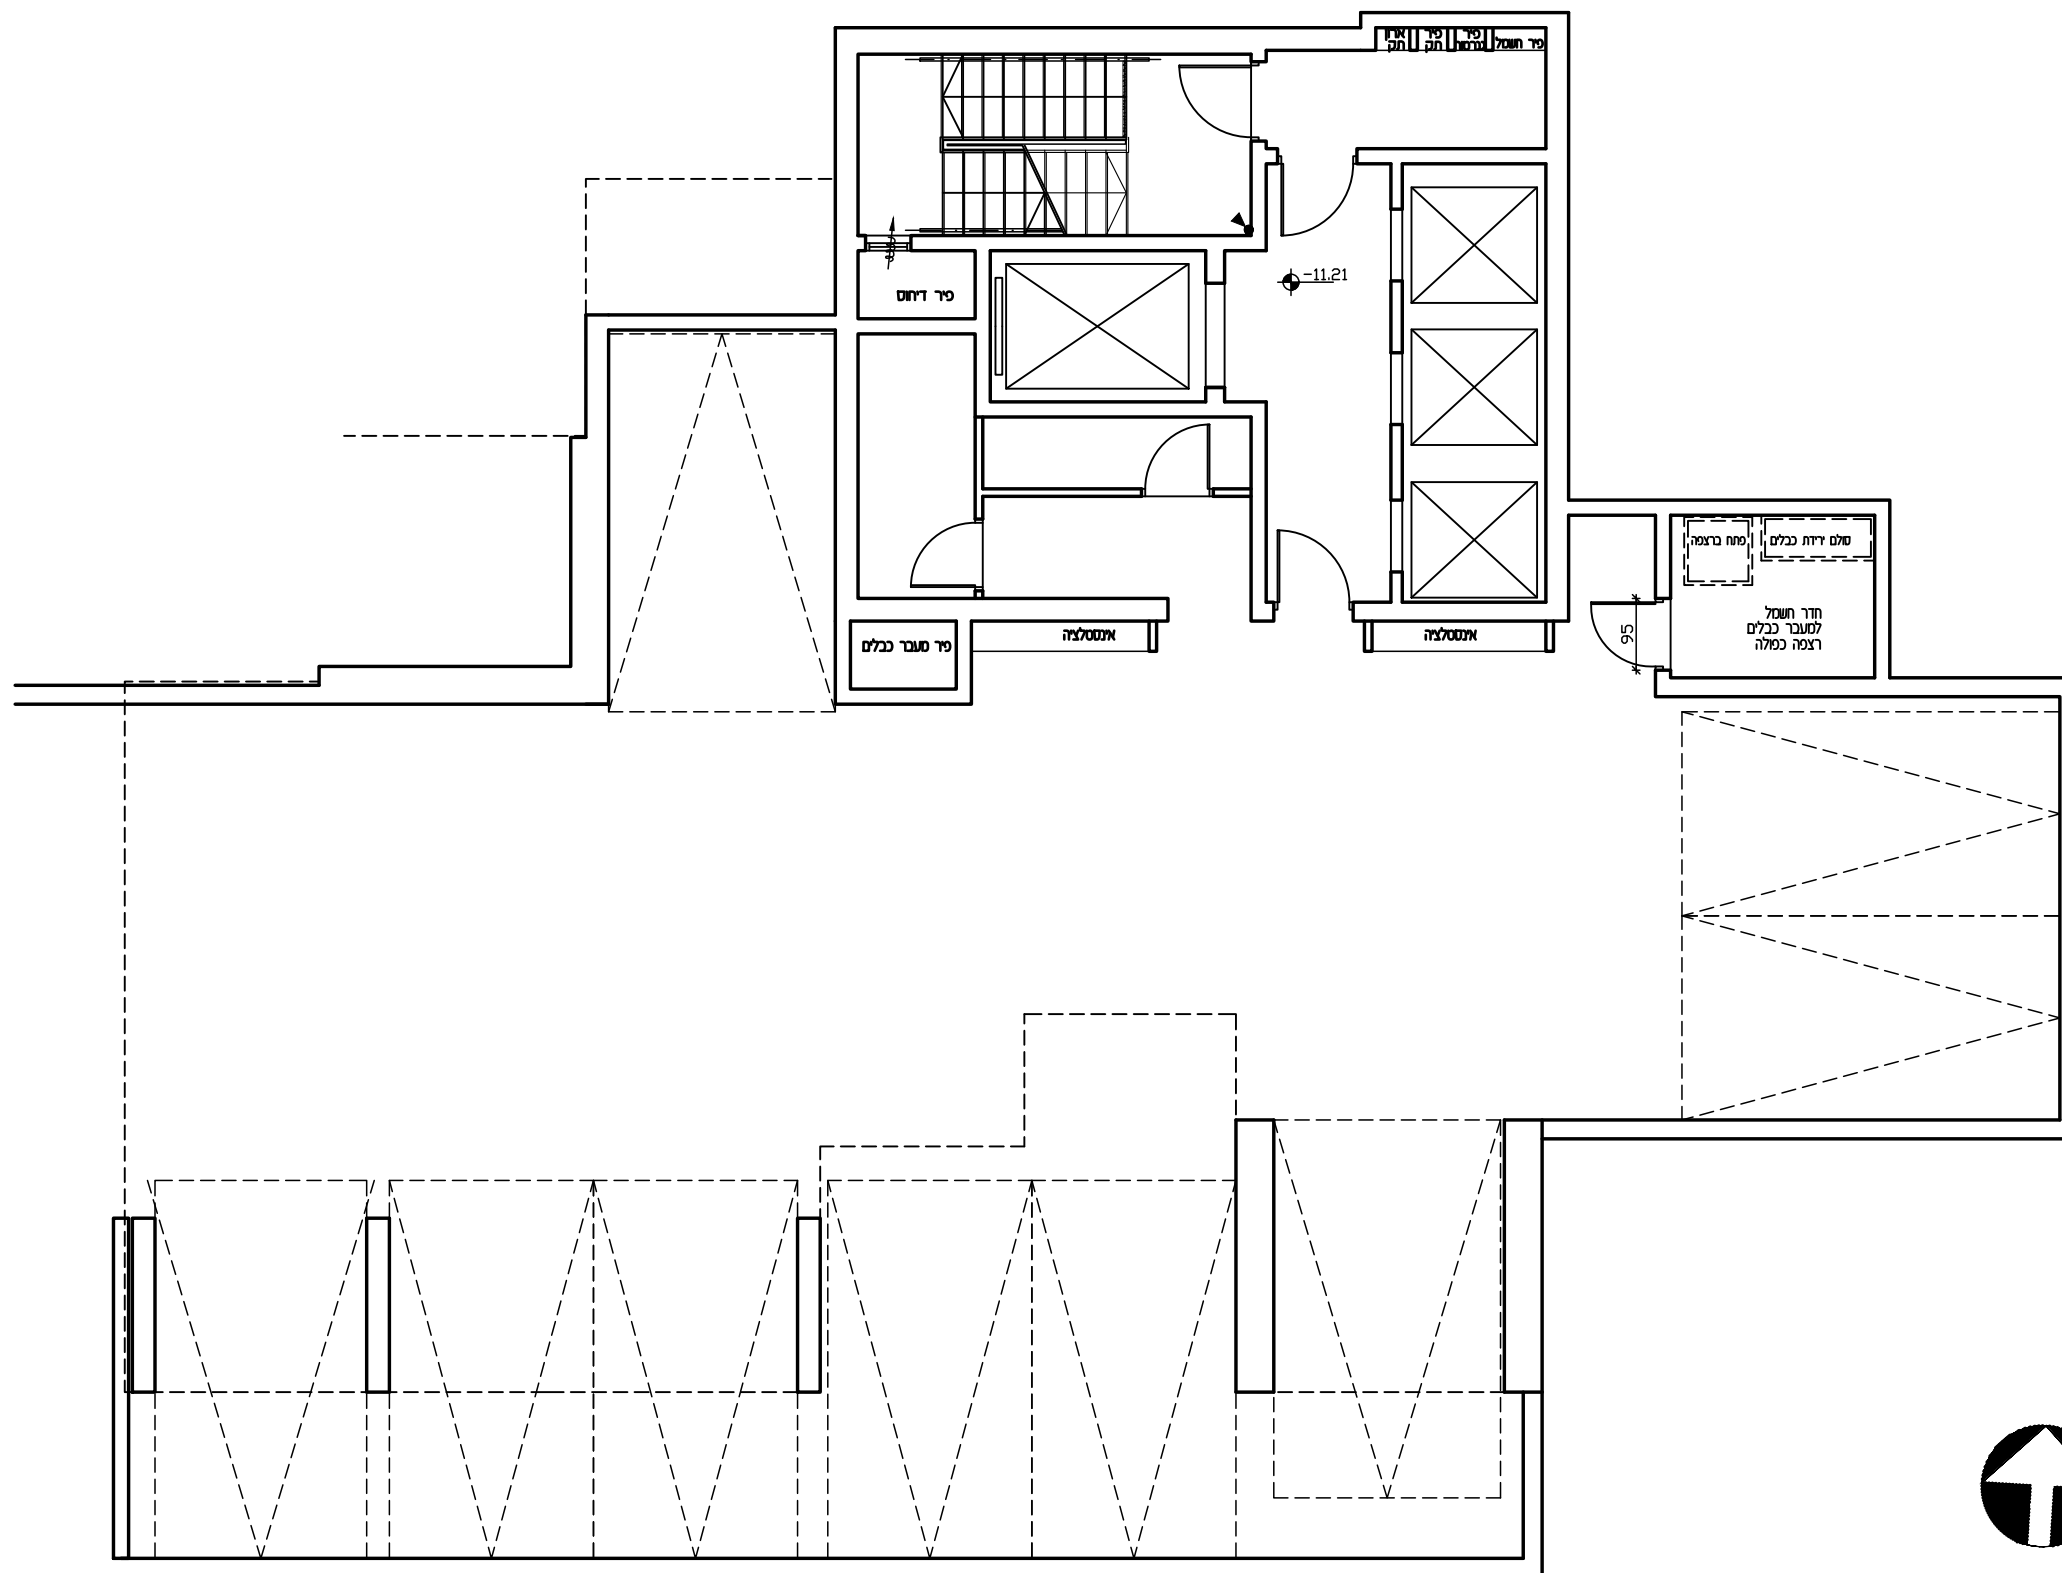 ארון
תק
פיר
תק
פיר
גנרטור
פיר חשמל
-11.21
פיר דיחוס
סולם ירידת כבלים
פתח ברצפה
חדר חשמל
למעבר כבלים
רצפה כפולה
95
אינסטלציה
אינסטלציה
פיר מעבר כבלים